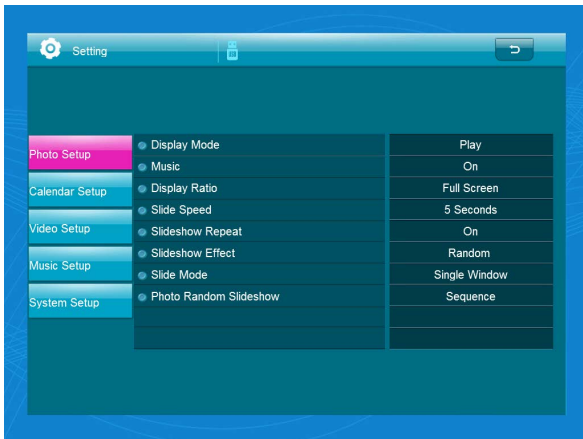 Setting
Photo Setup
Calendar Setup
Video Setup
Music Setup
System Setup
Display Mode Play
Music On
Display Ratio Full Screen
Slide Speed 5 Seconds
Slideshow Repeat On
Slideshow Effect Random
Slide Mode Single Window
Photo Random Slideshow Sequence